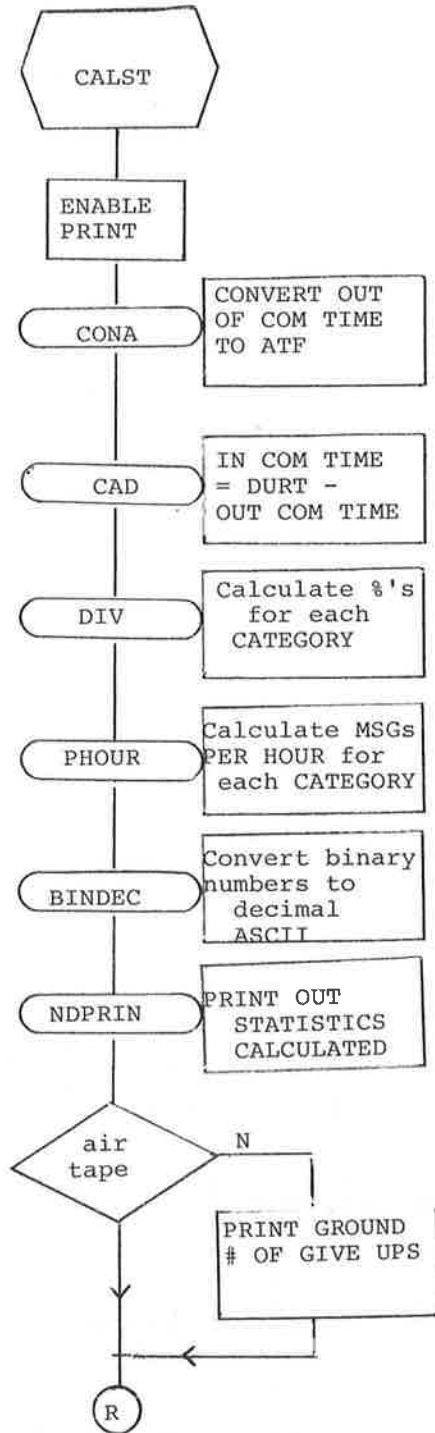 CALST
ENABLE
PRINT
CONA
CONVERT OUT
OF COM TIME
TO ATF
CAD
IN COM TIME
= DURT -
OUT COM TIME
DIV
Calculate %'s
for each
CATEGORY
PHOUR
Calculate MSGs
PER HOUR for
each CATEGORY
BINDEC
Convert binary
numbers to
decimal
ASCII
NDPRIN
PRINT OUT
STATISTICS
CALCULATED
air
tape
N
PRINT GROUND
# OF GIVE UPS
R